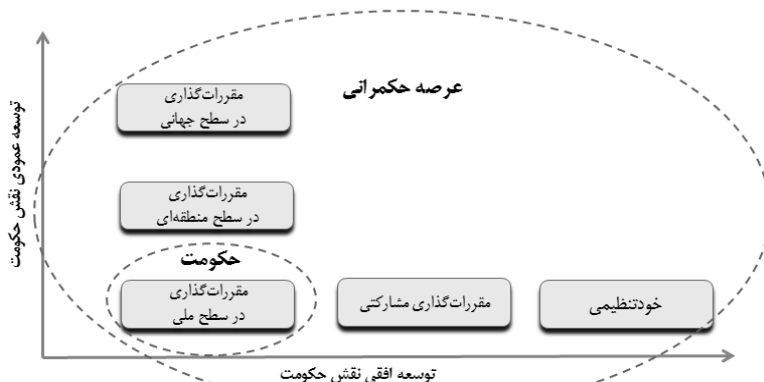 عرصه حکمرانی
مقررات‌گذاری
در سطح جهانی
مقررات‌گذاری
در سطح منطقه‌ای
حکومت
مقررات‌گذاری
در سطح ملی
مقررات‌گذاری مشارکتی
خودتنظیمی
توسعه عمودی نقش حکومت
توسعه افقی نقش حکومت